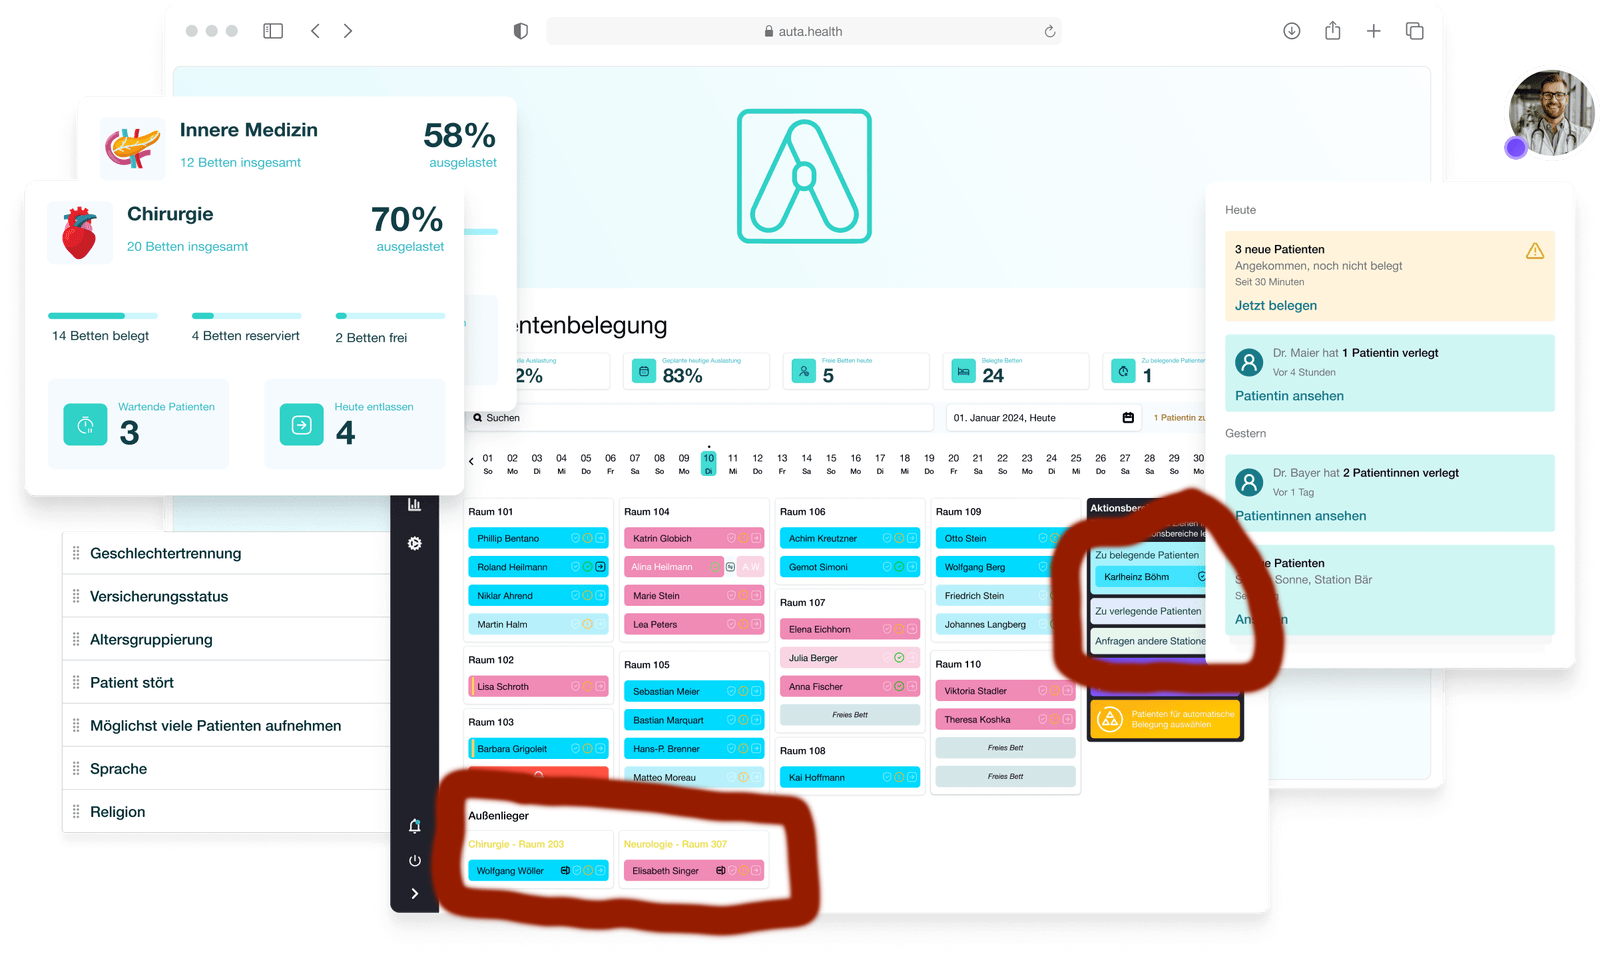 auta.health
Innere Medizin
58%
12 Betten insgesamt
ausgelastet
Chirurgie
70%
20 Betten insgesamt
ausgelastet
14 Betten belegt
4 Betten reserviert
2 Betten frei
Wartende Patienten
3
Heute entlassen
4
Geschlechtertrennung
Versicherungsstatus
Altersgruppierung
Patient stört
Möglichst viele Patienten aufnehmen
Sprache
Religion
entenbelegung
Auslastung
2%
Geplante heutige Auslastung
83%
Freie Betten heute
5
Belegte Betten
24
Zu belegende Patienten
1
Suchen
01. Januar 2024, Heute
1 Patientin zu
01 02 03 04 05 06 07 08 09 10 11 12 13 14 15 16 17 18 19 20 21 22 23 24 25 26 27 28 29 30
So Mo Di Mi Do Fr Sa So Mo Di Mi Do Fr Sa So Mo Di Mi Do Fr Sa So Mo Di Mi Do Sa So Mo
Raum 101
Phillip Bentano
Roland Heilmann
Niklar Ahrend
Martin Halm
Raum 102
Lisa Schroth
Raum 103
Barbara Grigoleit
Raum 104
Katrin Globich
Alina Heilmann
A.W
Marie Stein
Lea Peters
Raum 105
Sebastian Meier
Bastian Marquart
Hans-P. Brenner
Matteo Moreau
Raum 106
Achim Kreutzner
Gemot Simoni
Raum 107
Elena Eichhorn
Julia Berger
Anna Fischer
Freies Bett
Raum 108
Kai Hoffmann
Raum 109
Otto Stein
Wolfgang Berg
Friedrich Stein
Johannes Langberg
Raum 110
Viktoria Stadler
Theresa Koshka
Freies Bett
Freies Bett
Aktionsber
Zu belegende Patienten
Karlheinz Böhm
Zu verlegende Patienten
Anfragen andere Statione
Patienten für automatische
Belegung auswählen
Außenlieger
Chirurgie - Raum 203
Wolfgang Wöller
Neurologie - Raum 307
Elisabeth Singer
Heute
3 neue Patienten
Angekommen, noch nicht belegt
Seit 30 Minuten
Jetzt belegen
Dr. Maier hat 1 Patientin verlegt
Vor 4 Stunden
Patientin ansehen
Gestern
Dr. Bayer hat 2 Patientinnen verlegt
Vor 1 Tag
Patientinnen ansehen
Patienten
Sonne, Station Bär